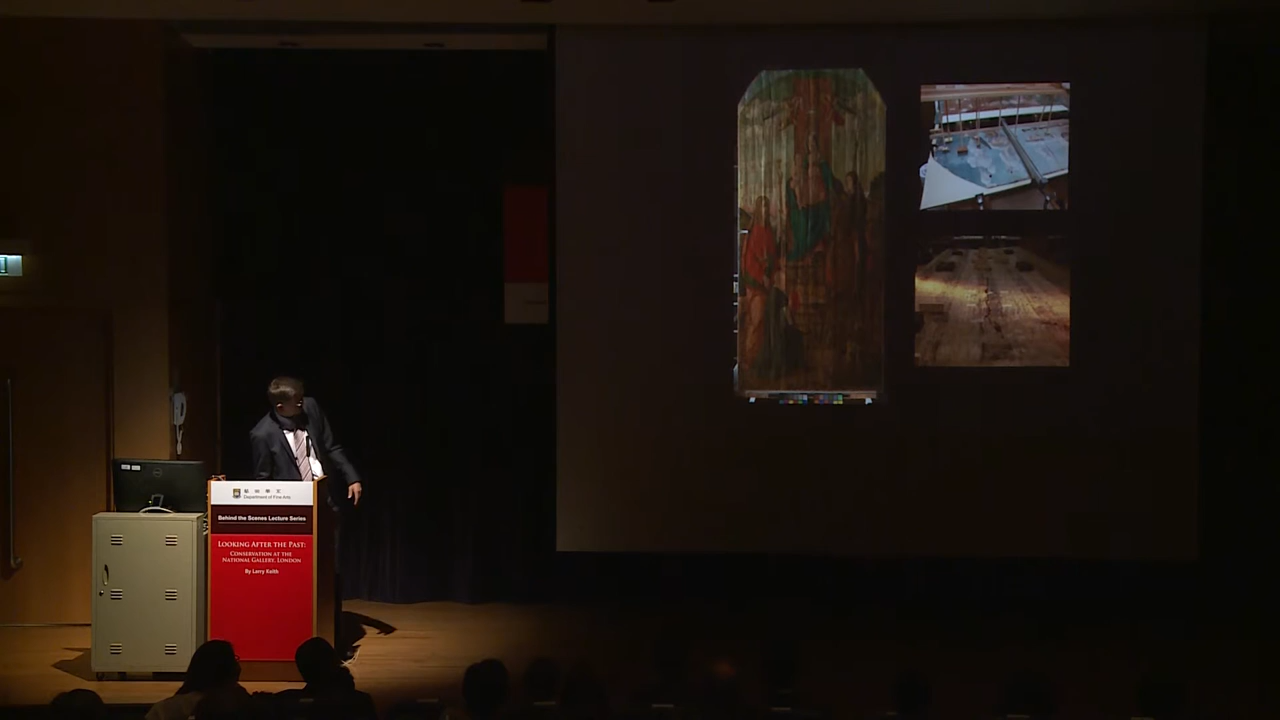 Department of Fine Arts
Behind the Scenes Lecture Series
LOOKING AFTER THE PAST:
CONSERVATION AT THE
NATIONAL GALLERY, LONDON
By Larry Keith